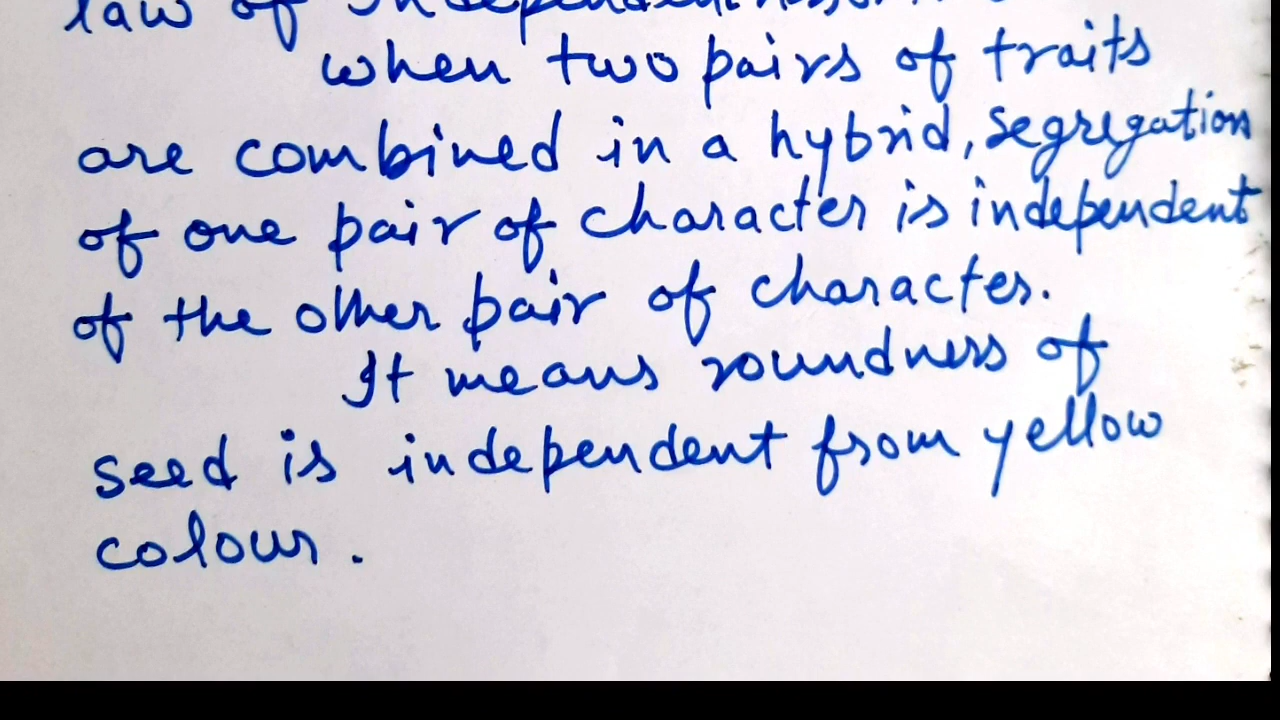 law of
when two pairs of traits
are combined in a hybrid, segregation
of one pair of character is independent
of the other pair of character.
It means roundness of
seed is independent from yellow
colour.